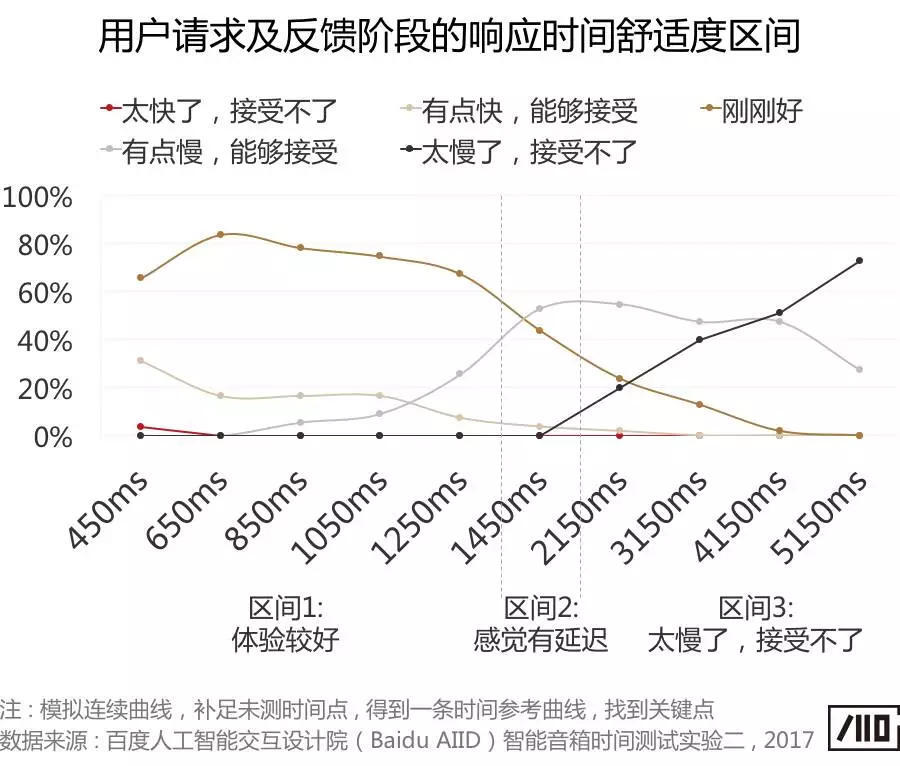 用户请求及反馈阶段的响应时间舒适度区间
太快了，接受不了 有点快，能够接受 刚刚好
有点慢，能够接受 太慢了，接受不了
100%
80%
60%
40%
20%
0%
450ms 650ms 850ms 1050ms 1250ms 1450ms 2150ms 3150ms 4150ms 5150ms
区间1: 区间2: 区间3:
体验较好 感觉有延迟 太慢了，接受不了
注：模拟连续曲线，补足未测时间点，得到一条时间参考曲线，找到关键点
数据来源：百度人工智能交互设计院（Baidu AIID）智能音箱时间测试实验二，2017